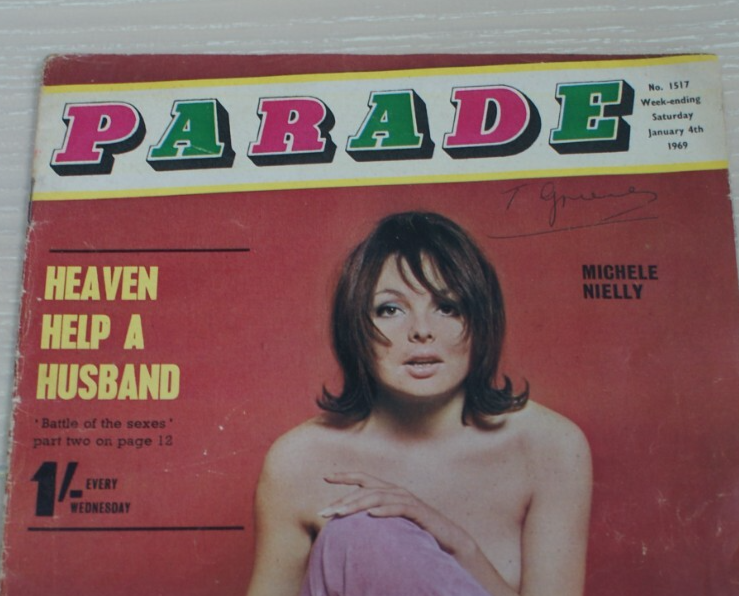 PARADE
No. 1517
Week-ending
Saturday
January 4th
1969
HEAVEN
HELP A
HUSBAND
'Battle of the sexes'
part two on page 12
1/- EVERY
WEDNESDAY
MICHELE
NIELLY